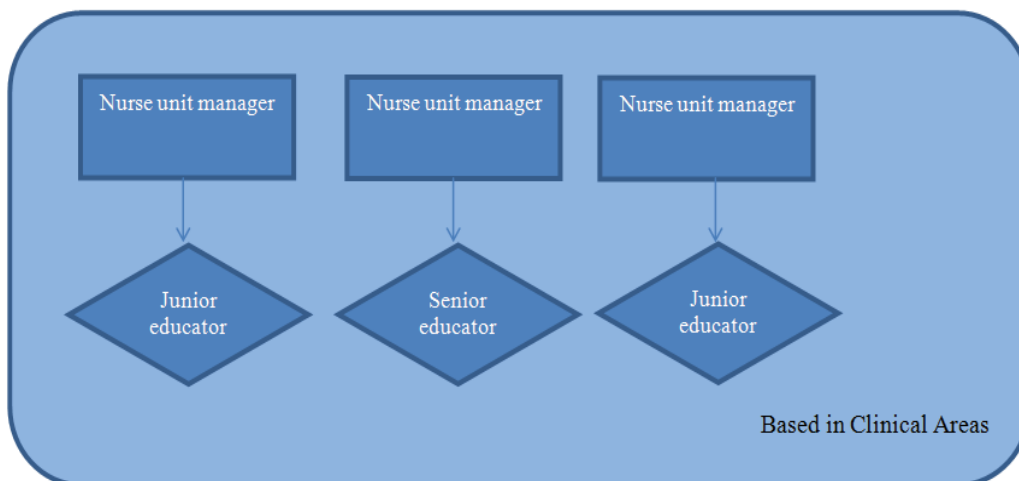 Nurse unit manager
Nurse unit manager
Nurse unit manager
Junior
educator
Senior
educator
Junior
educator
Based in Clinical Areas